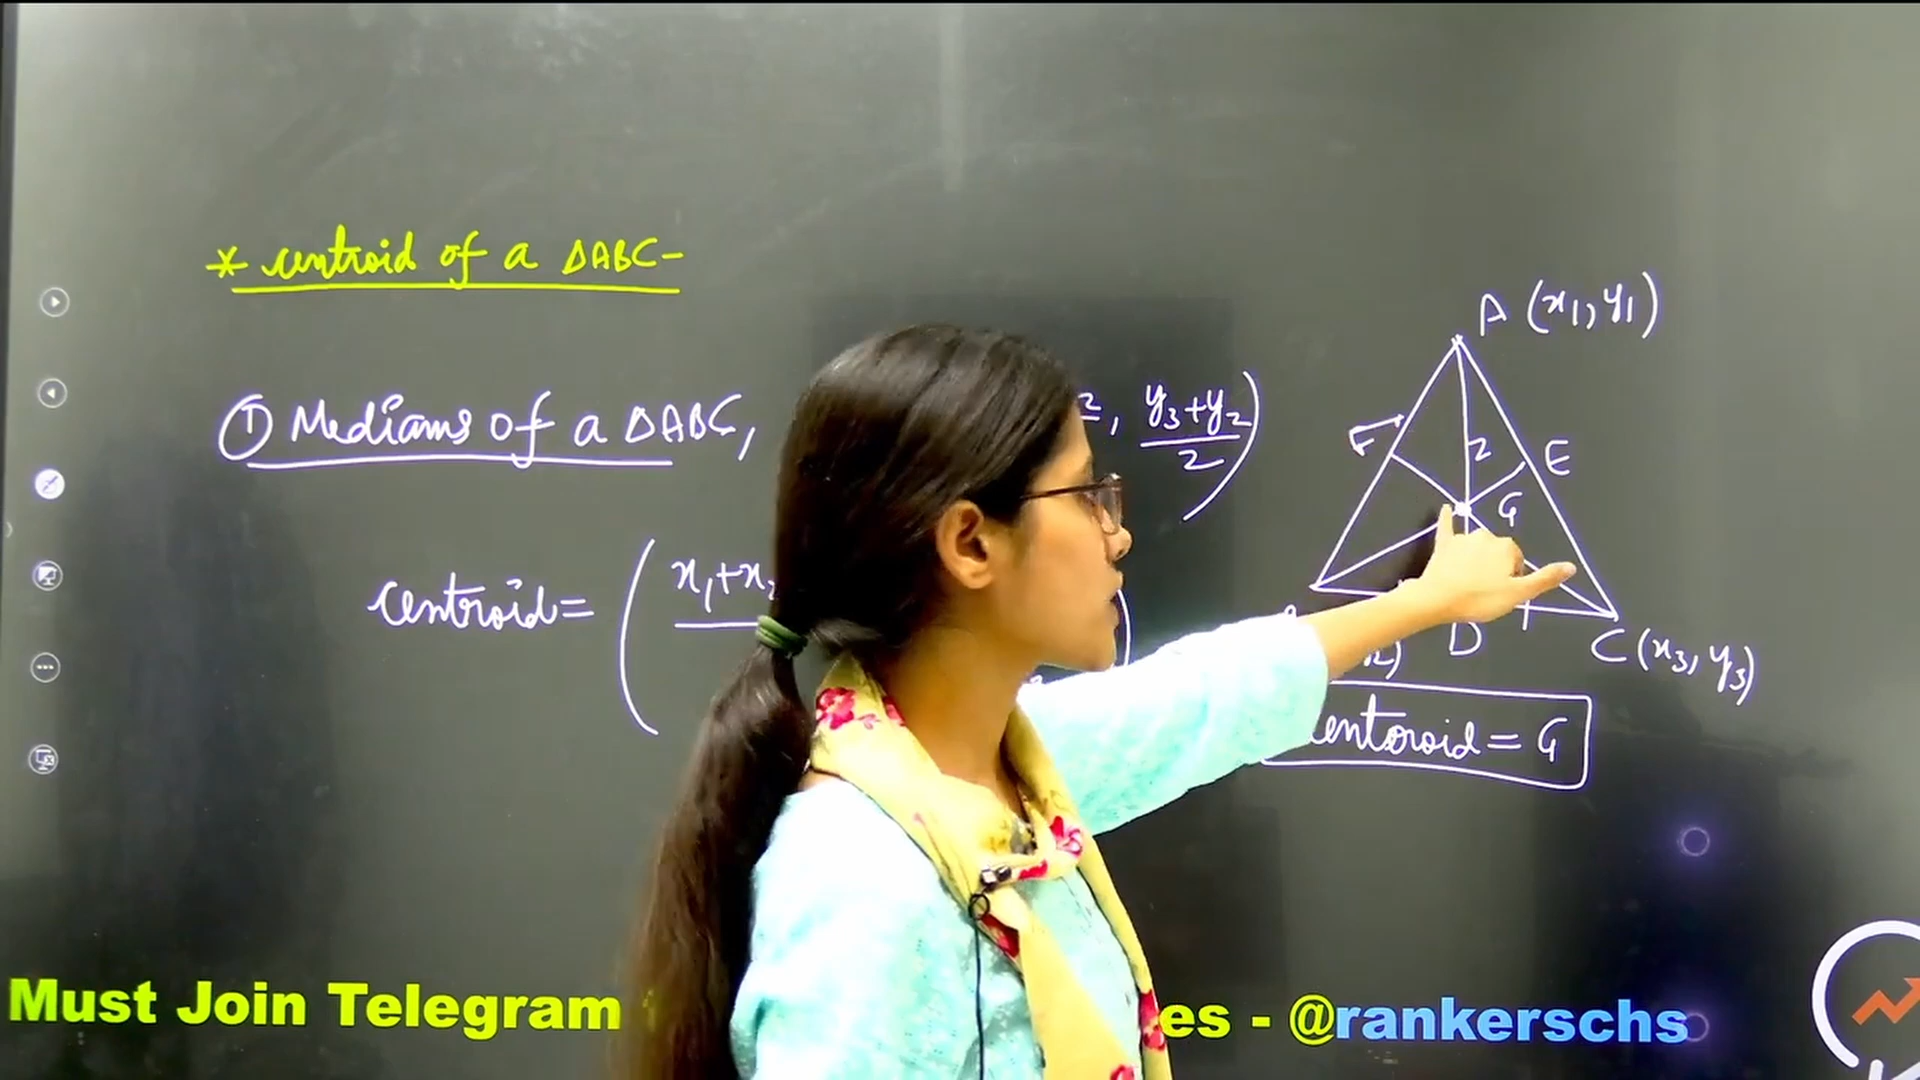 * centroid of a ΔABC-
A (x₁, y₁)
① Medians of a ΔABC,
2, y₃+y₂
2
F
2
E
G
centroid = ( x₁+x
D
C (x₃, y₃)
centroid = G
Must Join Telegram es - @rankerschs